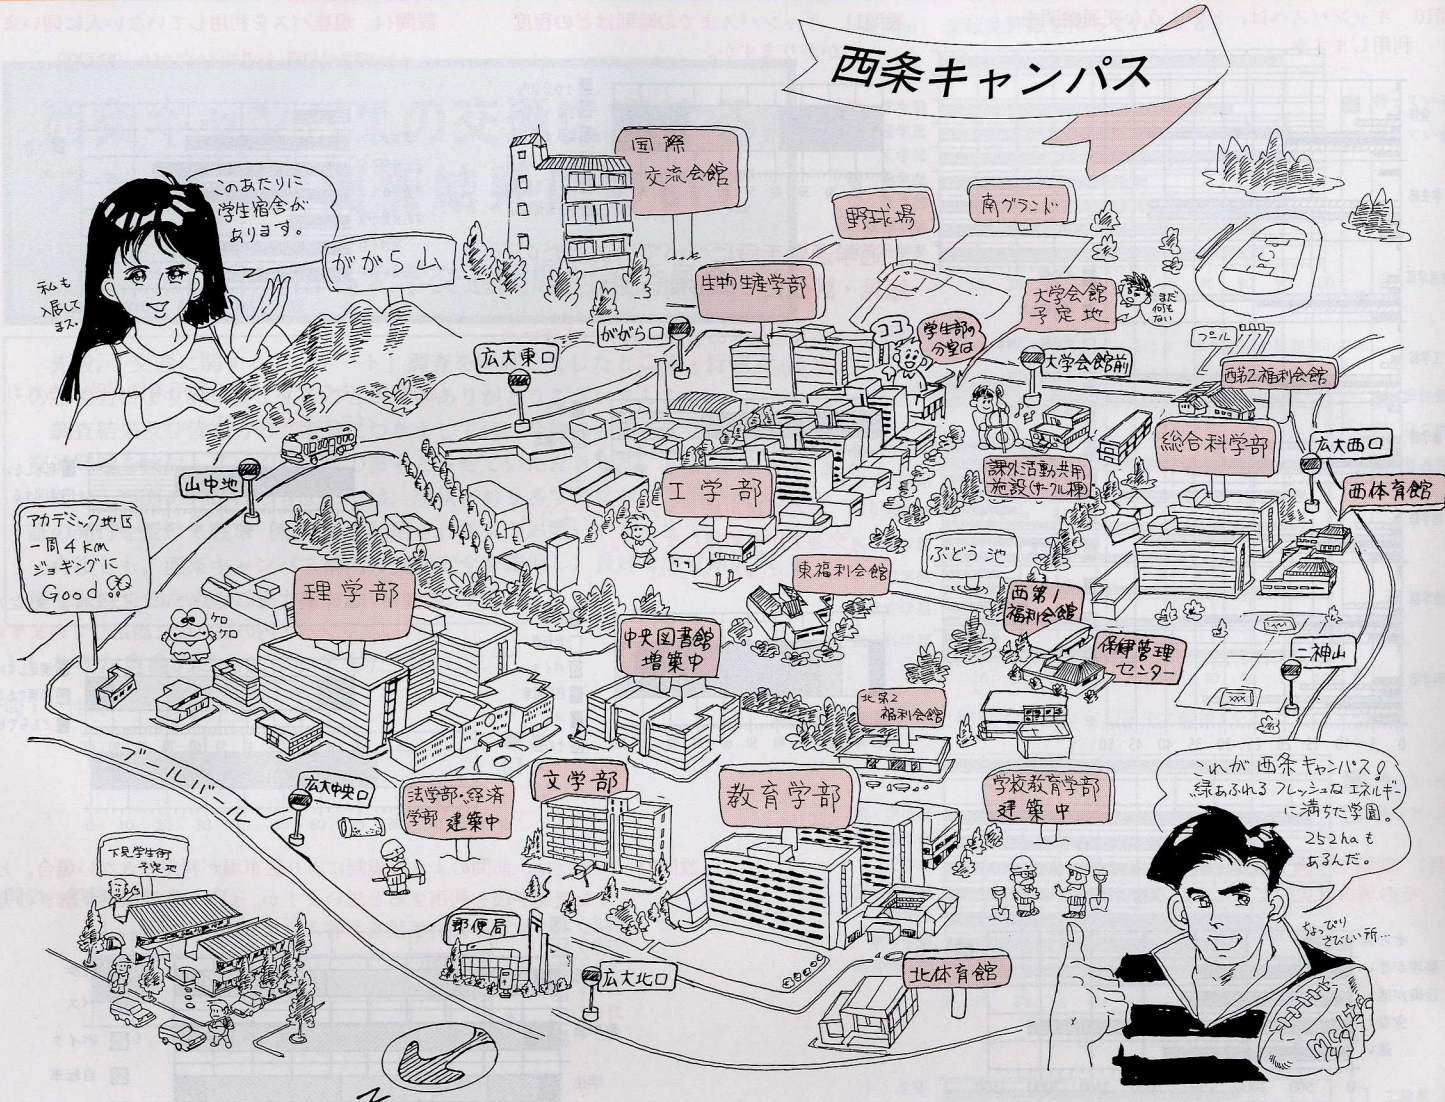 西条キャンパス
このあたりに
学生宿舎が
あります。
私も
入居して
ます。
ががら山
国際
交流会館
野球場
南グランド
生物生産学部
ががら口
広大東口
ココ
学生部の
分室は
大学会館
予定地
まだ
何も
ない
大学会館前
プール
西第2福利会館
総合科学部
広大西口
西体育館
課外活動共用
施設(サークル棟)
山中池
工学部
アカデミック地区
一周4km
ジョギングに
Good!!
ケロ
ケロ
理学部
東福利会館
ぶどう池
西第1
福利会館
保健管理
センター
中央図書館
増築中
二神山
北第2
福利会館
ブールバール
広大中央口
法学部・経済
学部 建築中
文学部
教育学部
学校教育学部
建築中
これが西条キャンパス!
緑あふれるフレッシュなエネルギー
に満ちた学園。
252haも
あるんだ。
ちょっぴり
さびしい所…
下見学生街
予定地
郵便局
広大北口
北体育館